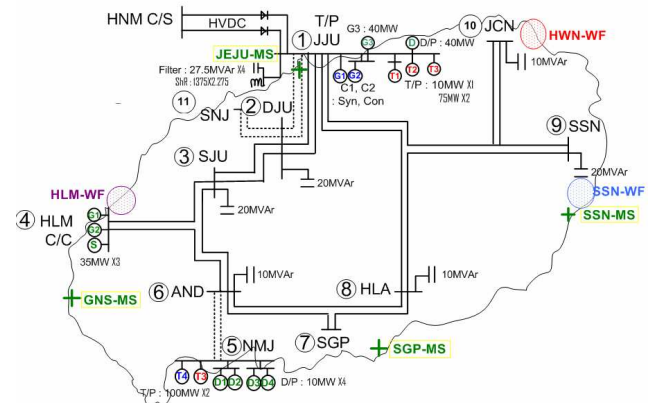 HNM C/S
HVDC
T/P
① JJU
G3 : 40MW
G3
D
D/P : 40MW
⑩ JCN
HWN-WF
JEJU-MS
Filter : 27.5MVAr X4
ShR : 1375X2.275
G1
G2
T1
T2
T3
C1, C2
: Syn, Con
T/P : 10MW X1
75MW X2
10MVAr
⑪
SNJ
② DJU
⑨ SSN
③ SJU
20MVAr
20MVAr
20MVAr
HLM-WF
SSN-WF
④ HLM
C/C
G1
G2
S
35MW X3
SSN-MS
GNS-MS
⑥ AND
10MVAr
⑧ HLA
10MVAr
⑤ NMJ
⑦ SGP
SGP-MS
T4
T3
D1
D2
D3
D4
D/P : 10MW X4
T/P : 100MW X2